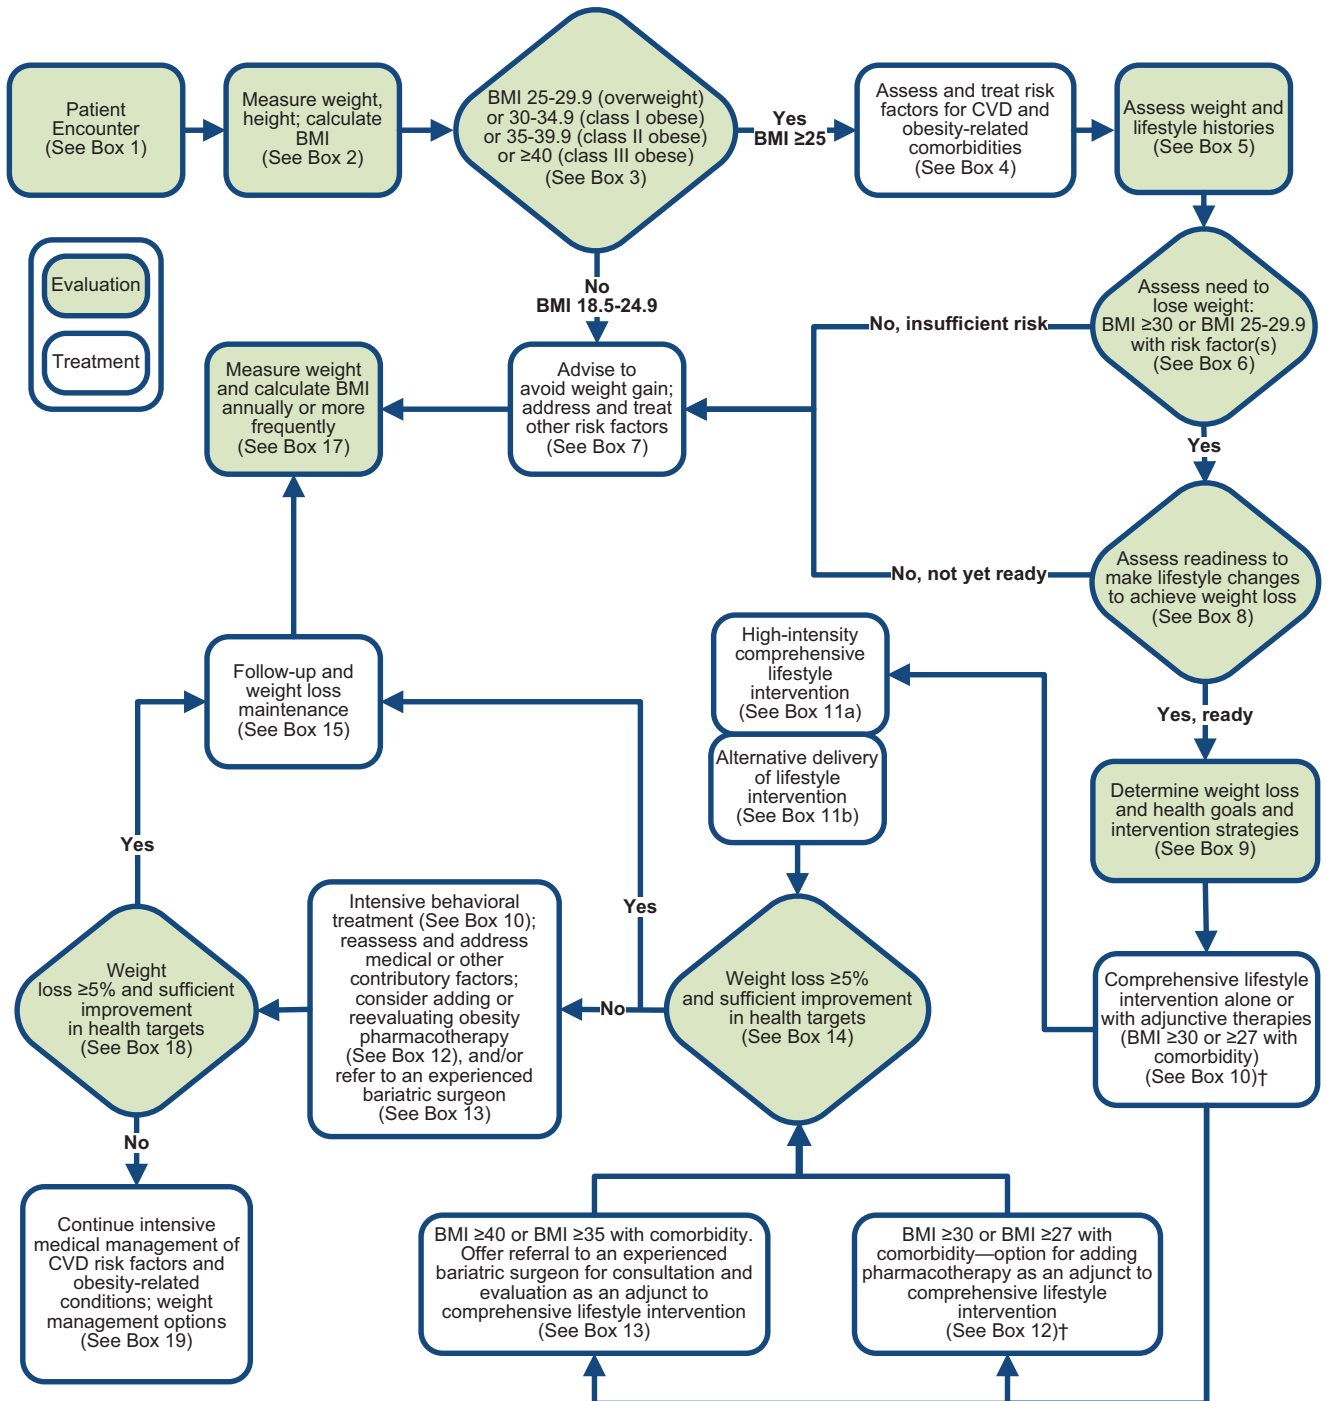 Patient
Encounter
(See Box 1)
Measure weight,
height; calculate
BMI
(See Box 2)
BMI 25-29.9 (overweight)
or 30-34.9 (class I obese)
or 35-39.9 (class II obese)
or ≥40 (class III obese)
(See Box 3)
Yes
BMI ≥25
Assess and treat risk
factors for CVD and
obesity-related
comorbidities
(See Box 4)
Assess weight and
lifestyle histories
(See Box 5)
Evaluation
Treatment
No
BMI 18.5-24.9
Assess need to
lose weight:
BMI ≥30 or BMI 25-29.9
with risk factor(s)
(See Box 6)
No, insufficient risk
Measure weight
and calculate BMI
annually or more
frequently
(See Box 17)
Advise to
avoid weight gain;
address and treat
other risk factors
(See Box 7)
Yes
Assess readiness to
make lifestyle changes
to achieve weight loss
(See Box 8)
No, not yet ready
Yes, ready
High-intensity
comprehensive
lifestyle
intervention
(See Box 11a)
Alternative delivery
of lifestyle
intervention
(See Box 11b)
Follow-up and
weight loss
maintenance
(See Box 15)
Determine weight loss
and health goals and
intervention strategies
(See Box 9)
Yes
Yes
Weight
loss ≥5% and sufficient
improvement
in health targets
(See Box 18)
Intensive behavioral
treatment (See Box 10);
reassess and address
medical or other
contributory factors;
consider adding or
reevaluating obesity
pharmacotherapy
(See Box 12), and/or
refer to an experienced
bariatric surgeon
(See Box 13)
No
Weight loss ≥5%
and sufficient improvement
in health targets
(See Box 14)
Comprehensive lifestyle
intervention alone or
with adjunctive therapies
(BMI ≥30 or ≥27 with
comorbidity)
(See Box 10)†
No
Continue intensive
medical management of
CVD risk factors and
obesity-related
conditions; weight
management options
(See Box 19)
BMI ≥40 or BMI ≥35 with comorbidity.
Offer referral to an experienced
bariatric surgeon for consultation and
evaluation as an adjunct to
comprehensive lifestyle intervention
(See Box 13)
BMI ≥30 or BMI ≥27 with
comorbidity—option for adding
pharmacotherapy as an adjunct to
comprehensive lifestyle
intervention
(See Box 12)†